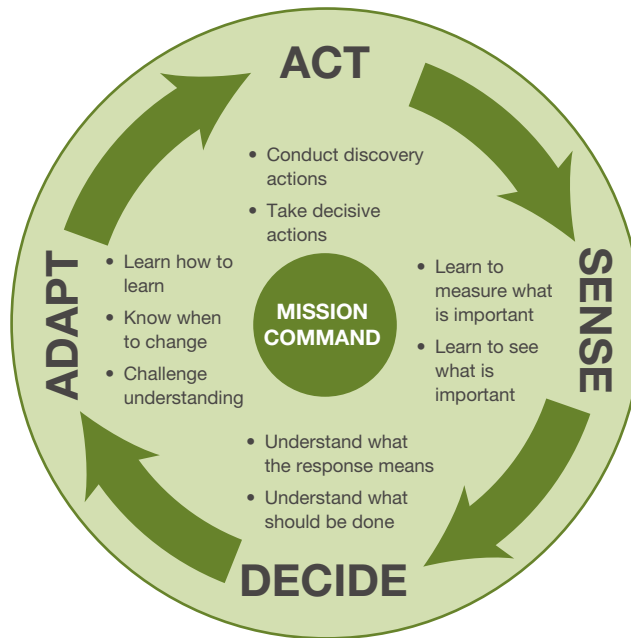 ACT
• Conduct discovery
actions
• Take decisive
actions
SENSE
• Learn to
measure what
is important
• Learn to see
what is
important
DECIDE
• Understand what
the response means
• Understand what
should be done
ADAPT
• Learn how to
learn
• Know when
to change
• Challenge
understanding
MISSION
COMMAND